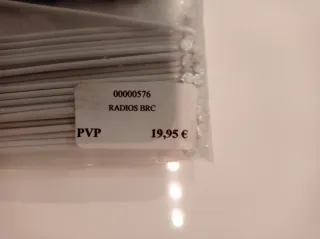 00000576
RADIOS BRC
PVP 19,95 €